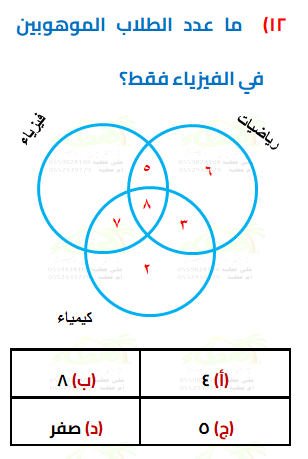 ١٢) ما عدد الطلاب الموهوبين
في الفيزياء فقط؟
رياضيات
فيزياء
٥
٦
٨
٧
٣
٢
كيمياء
(أ) ٤
(ب) ٨
(ج) ٥
(د) صفر